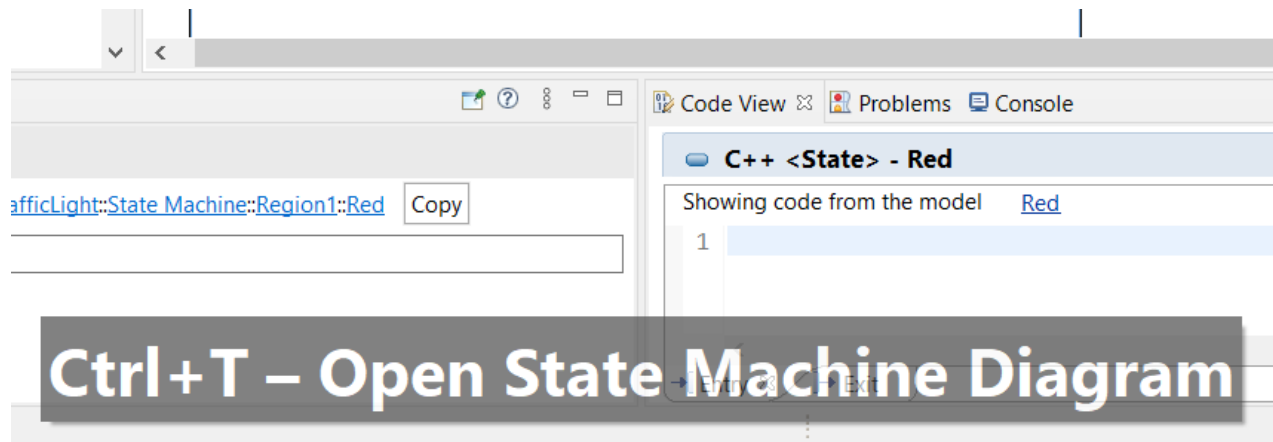 Code View
Problems
Console
C++ <State> - Red
afficLight::State Machine::Region1::Red
Copy
Showing code from the model Red
1
Ctrl+T – Open State Machine Diagram
Entry
Exit